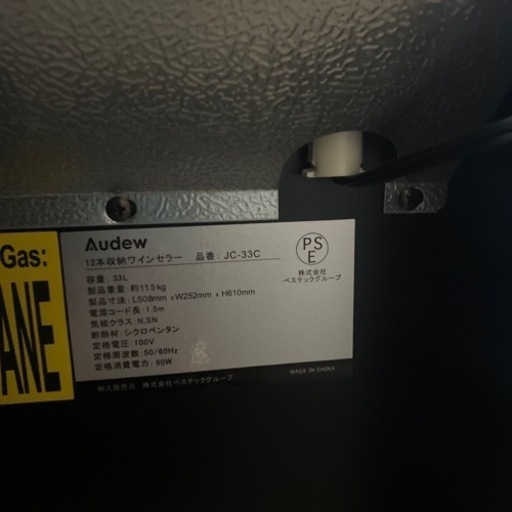 Gas:
ANE
Audew
12本収納ワインセラー 品番: JC-33C
容量: 33L
製品重量: 約11.5kg
製品寸法: L508mm x W252mm x H610mm
電源コード長: 1.5m
気候クラス: N,SN
断熱材: シクロペンタン
定格電圧: 100V
定格周波数: 50/60Hz
定格消費電力: 60W
輸入販売元 株式会社ベステックグループ
PS
E
株式会社
ベステックグループ
MADE IN CHINA